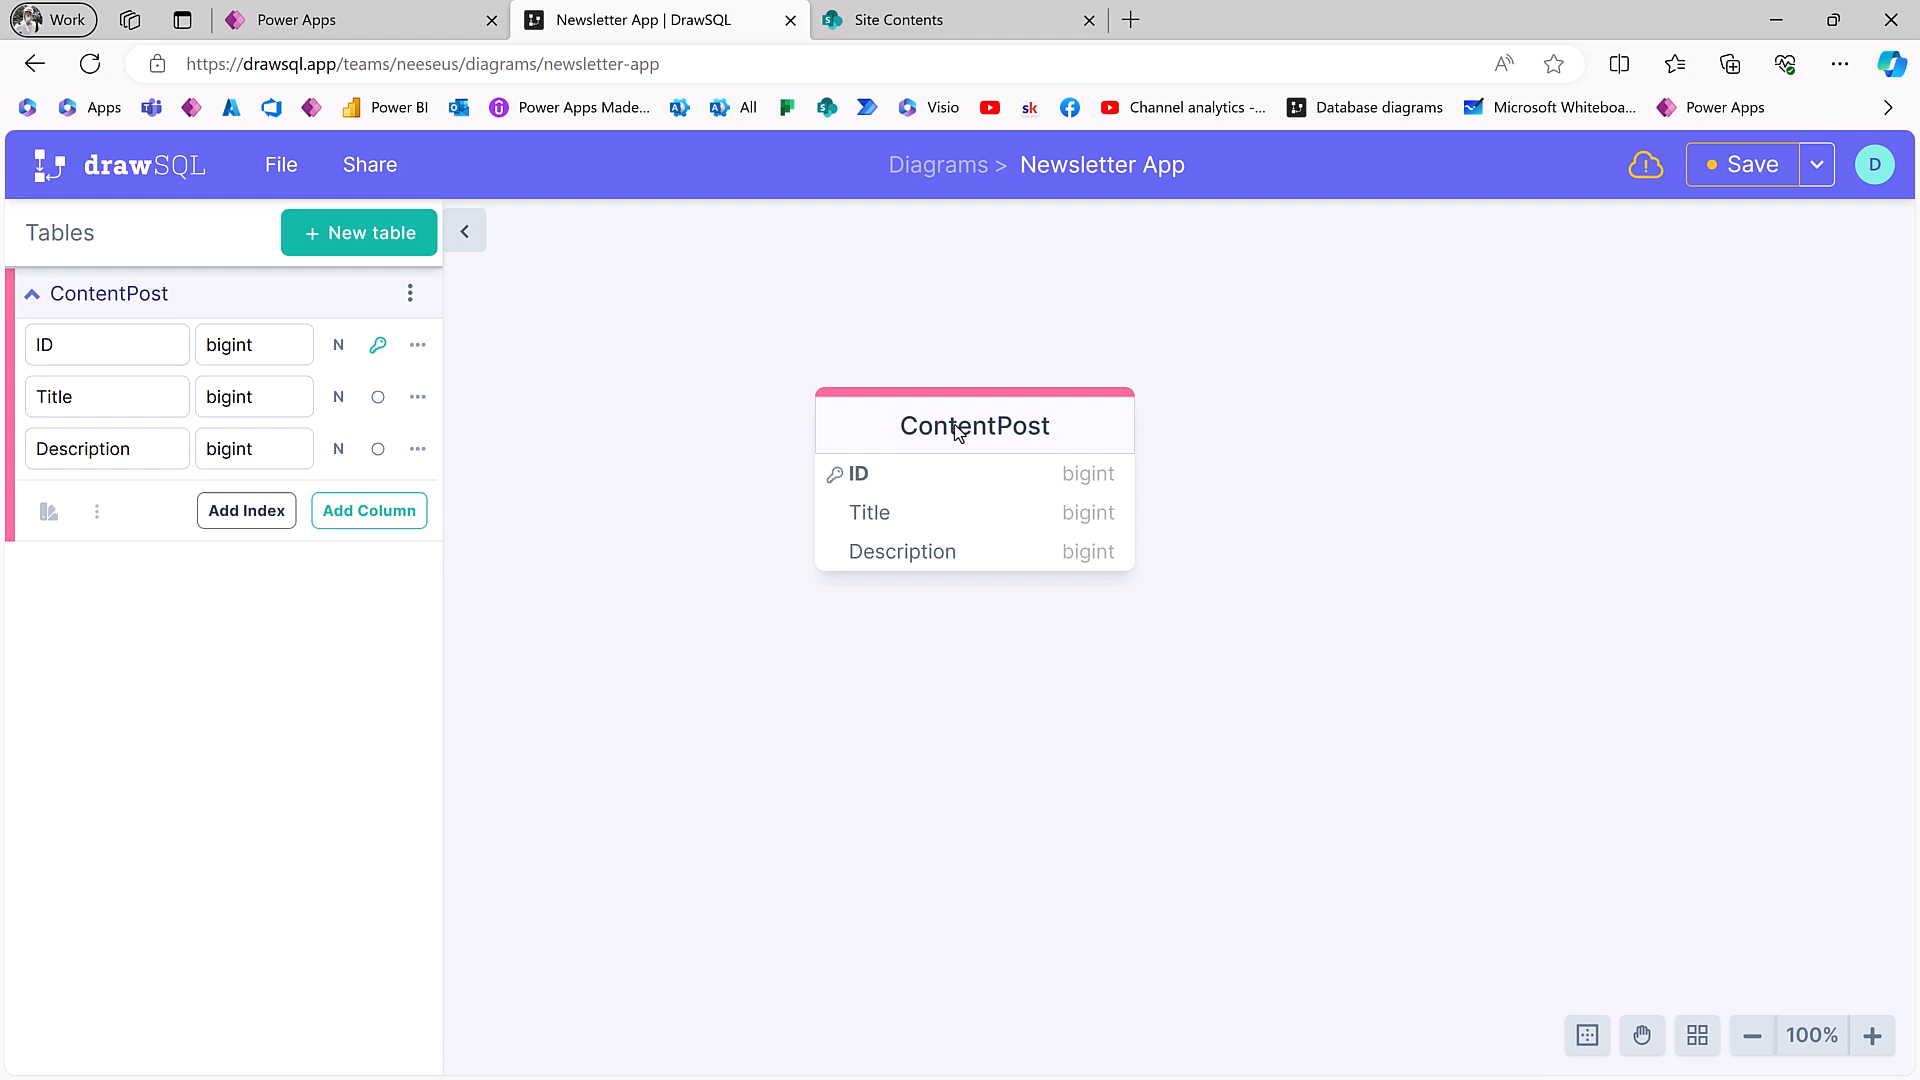 Work
Power Apps
Newsletter App | DrawSQL
Site Contents
https://drawsql.app/teams/neeseus/diagrams/newsletter-app
Apps
Power BI
Power Apps Made...
All
Visio
sk
Channel analytics -...
Database diagrams
Microsoft Whiteboa...
Power Apps
drawSQL
File
Share
Diagrams >
Newsletter App
Save
D
Tables
+ New table
ContentPost
ID
bigint
N
Title
bigint
N
Description
bigint
N
Add Index
Add Column
ContentPost
ID
bigint
Title
bigint
Description
bigint
100%